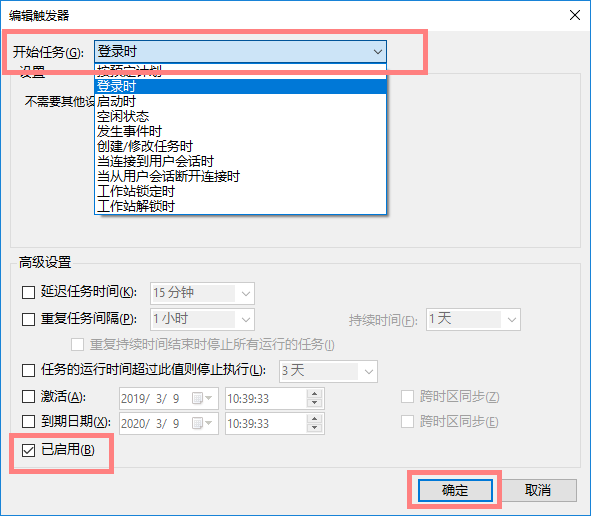 编辑触发器
开始任务(G): 登录时
设置
按预定计划
登录时
不需要其他设
启动时
空闲状态
发生事件时
创建/修改任务时
当连接到用户会话时
当从用户会话断开连接时
工作站锁定时
工作站解锁时
高级设置
延迟任务时间(K): 15 分钟
重复任务间隔(P): 1 小时 持续时间(F): 1 天
重复持续时间结束时停止所有运行的任务(I)
任务的运行时间超过此值则停止执行(L): 3 天
激活(A): 2019/ 3/ 9 10:39:33 跨时区同步(Z)
到期日期(X): 2020/ 3/ 9 10:39:33 跨时区同步(E)
已启用(B)
确定 取消